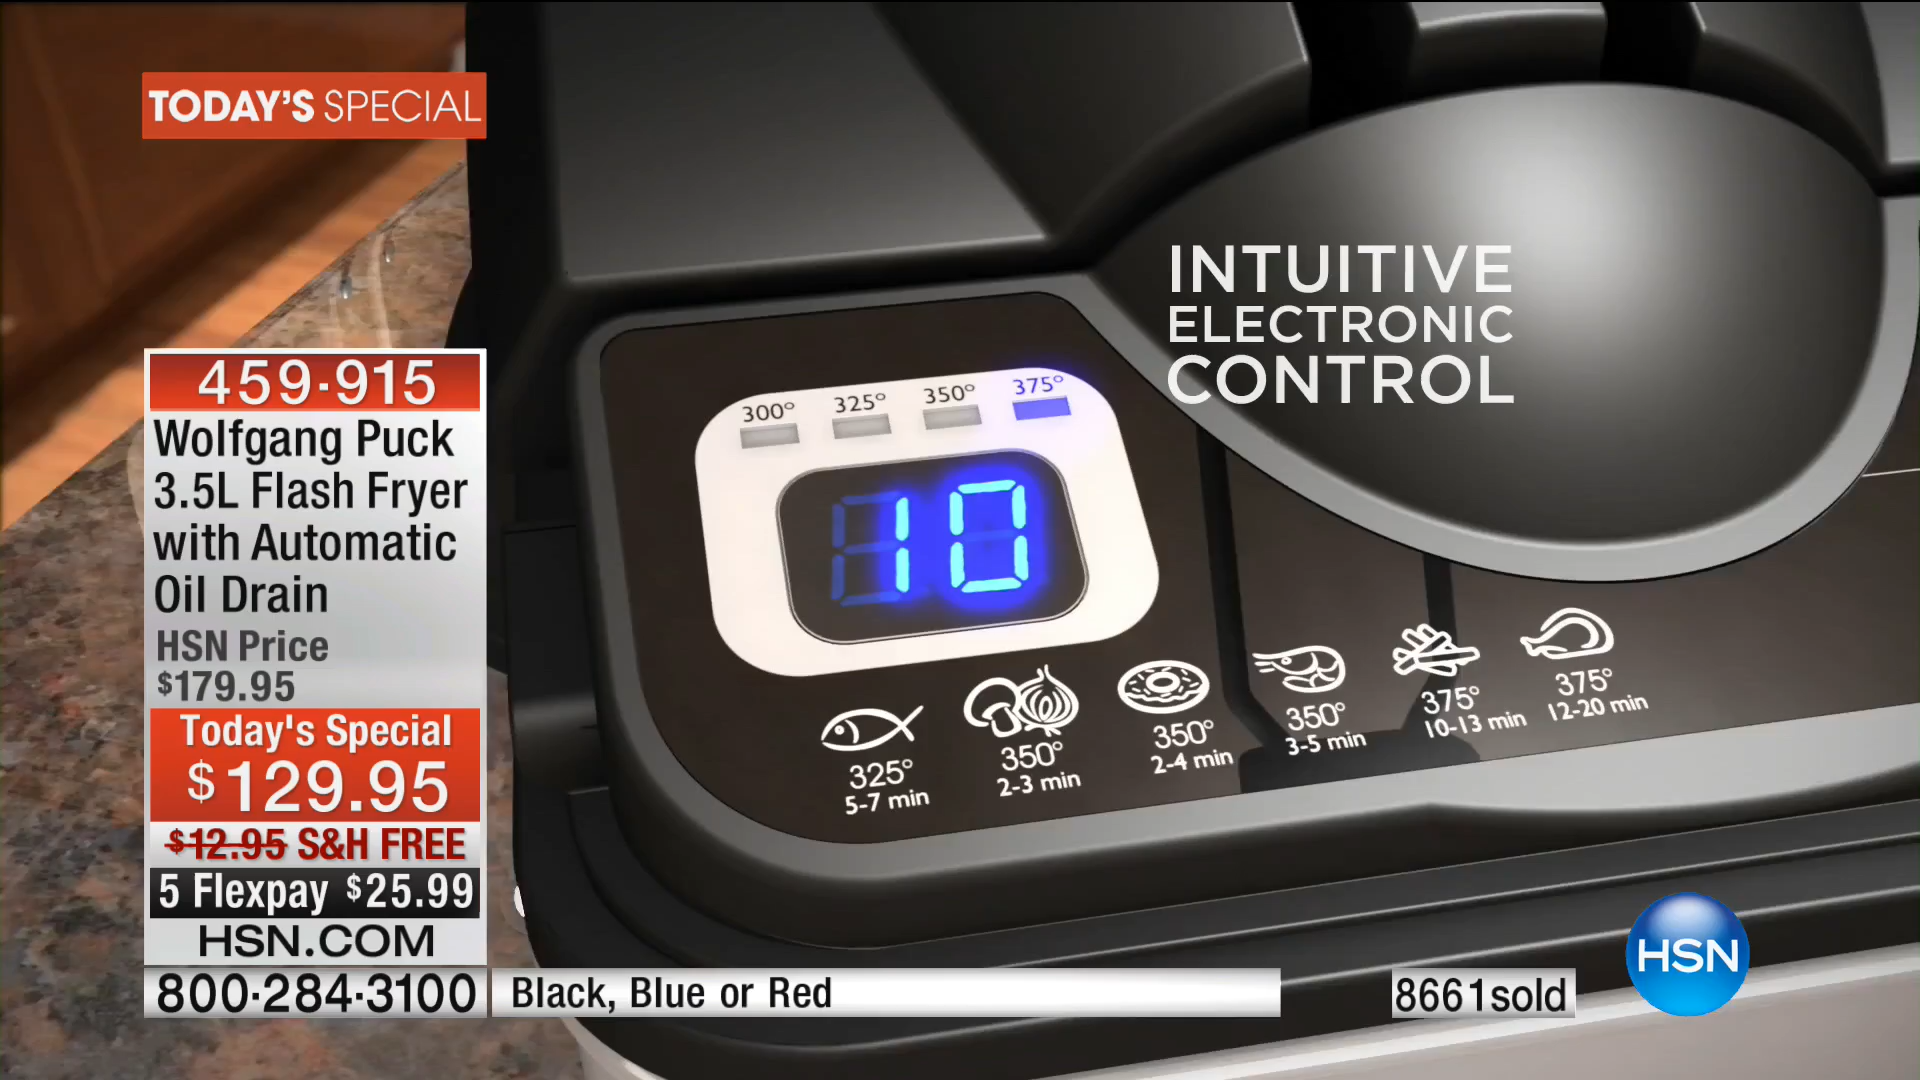 TODAY'S SPECIAL
INTUITIVE
ELECTRONIC
CONTROL
459·915
Wolfgang Puck
3.5L Flash Fryer
with Automatic
Oil Drain
HSN Price
$179.95
Today's Special
$129.95
$12.95 S&H FREE
5 Flexpay $25.99
HSN.COM
800·284·3100
Black, Blue or Red
8661sold
HSN
300° 325° 350° 375°
10
325° 350° 350° 350° 375° 375°
5-7 min 2-3 min 2-4 min 3-5 min 10-13 min 12-20 min